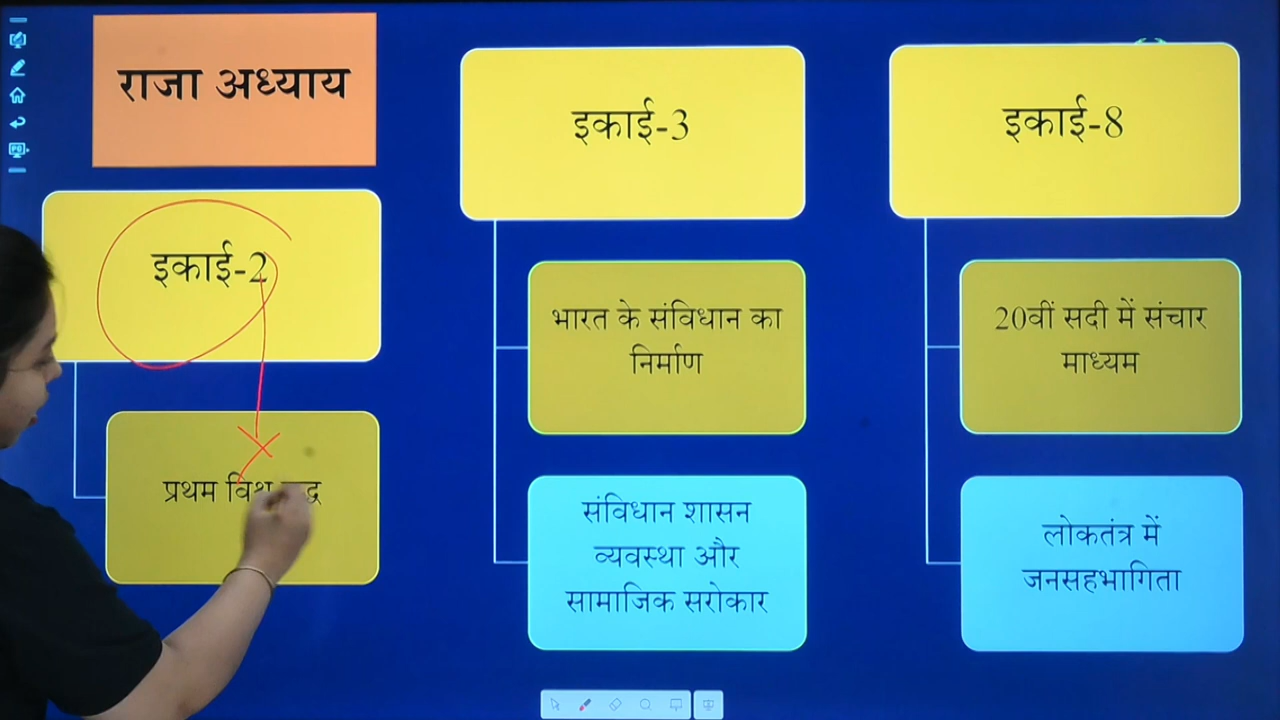 राजा अध्याय
इकाई-2
प्रथम विश्व
इकाई-3
भारत के संविधान का
निर्माण
संविधान शासन
व्यवस्था और
सामाजिक सरोकार
इकाई-8
20वीं सदी में संचार
माध्यम
लोकतंत्र में
जनसहभागिता